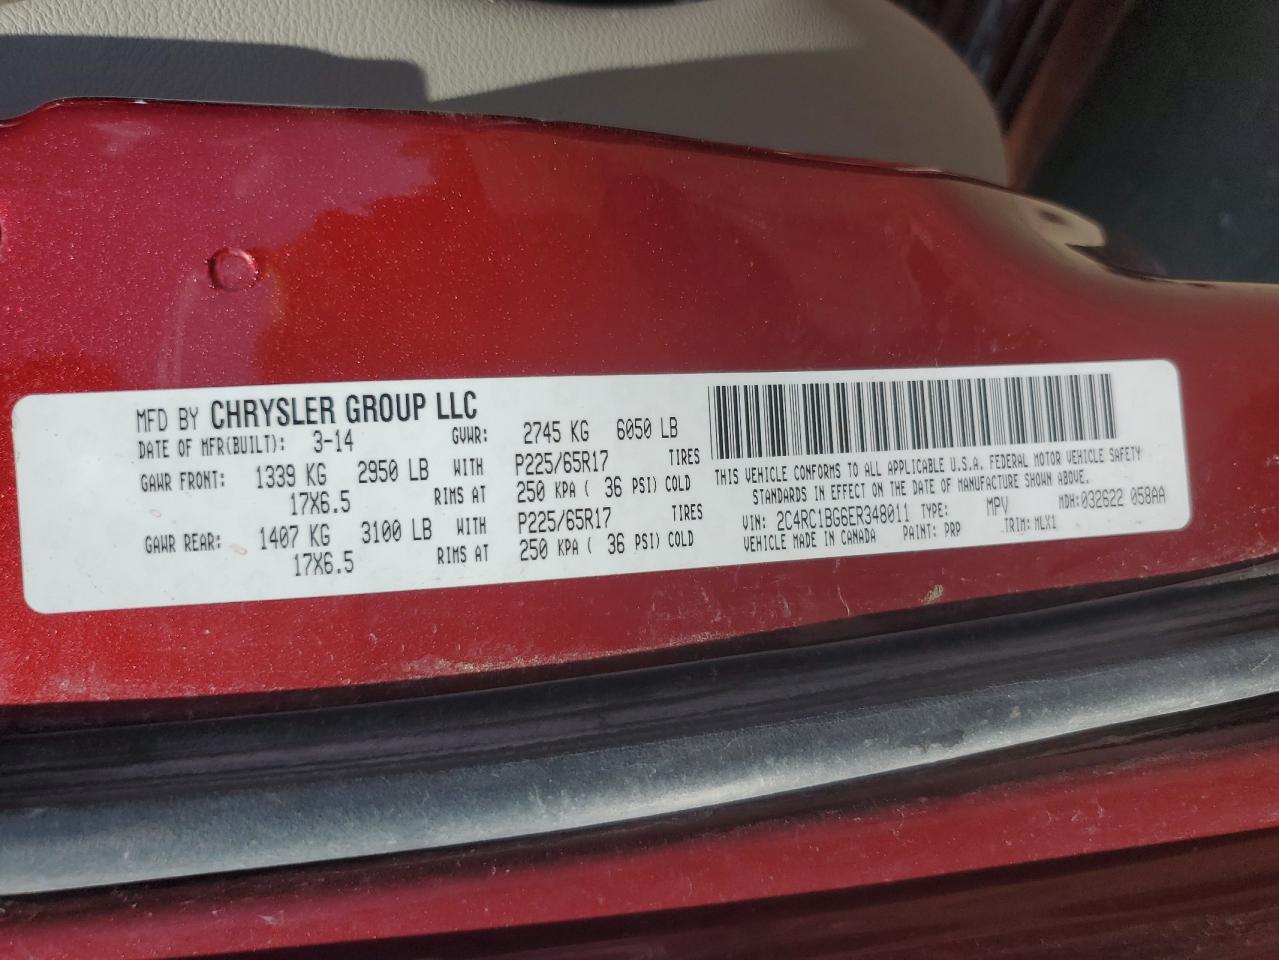 MFD BY CHRYSLER GROUP LLC
DATE OF MFR(BUILT): 3-14 GVWR: 2745 KG 6050 LB
GAWR FRONT: 1339 KG 2950 LB WITH P225/65R17 TIRES
17X6.5 RIMS AT 250 KPA ( 36 PSI) COLD
GAWR REAR: 1407 KG 3100 LB WITH P225/65R17 TIRES
17X6.5 RIMS AT 250 KPA ( 36 PSI) COLD
THIS VEHICLE CONFORMS TO ALL APPLICABLE U.S.A. FEDERAL MOTOR VEHICLE SAFETY
STANDARDS IN EFFECT ON THE DATE OF MANUFACTURE SHOWN ABOVE.
VIN: 2C4RC1BG6ER348011 TYPE: MPV MDH:032622 058AA
VEHICLE MADE IN CANADA PAINT: PRP TRIM: MLX1